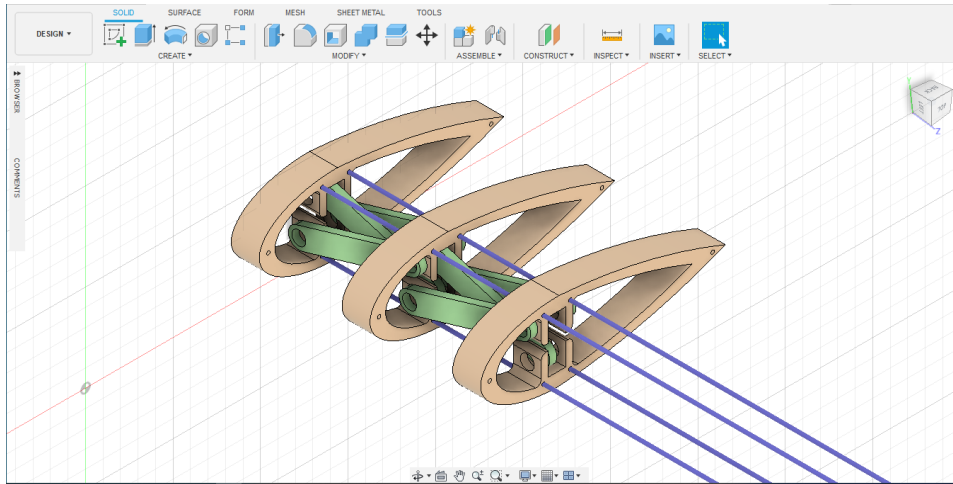 SOLID SURFACE FORM MESH SHEET METAL TOOLS
DESIGN ▾
CREATE ▾ MODIFY ▾ ASSEMBLE ▾ CONSTRUCT ▾ INSPECT ▾ INSERT ▾ SELECT ▾
BROWSER
COMMENTS
Y
Z